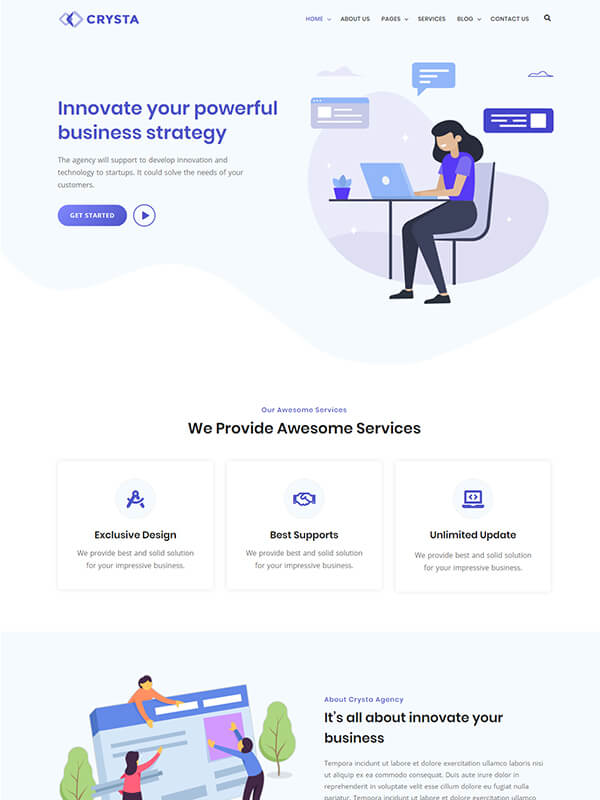 CRYSTA
HOME
ABOUT US
PAGES
SERVICES
BLOG
CONTACT US
Innovate your powerful
business strategy
The agency will support to develop innovation and
technology to startups. It could solve the needs of your
customers.
GET STARTED
Our Awesome Services
We Provide Awesome Services
Exclusive Design
We provide best and solid solution
for your impressive business.
Best Supports
We provide best and solid solution
for your impressive business.
Unlimited Update
We provide best and solid solution
for your impressive business.
About Crysta Agency
It's all about innovate your
business
Tempora incidunt ut labore et dolore exercitation ullamco laboris nisi
ut aliquip ex ea commodo consequat. Duis aute irure dolor in
reprehenderit in voluptate velit esse cillum dolore eu fugiat nulla
pariatur. Tempora incidunt ut labore et dolore exercitation ullamco